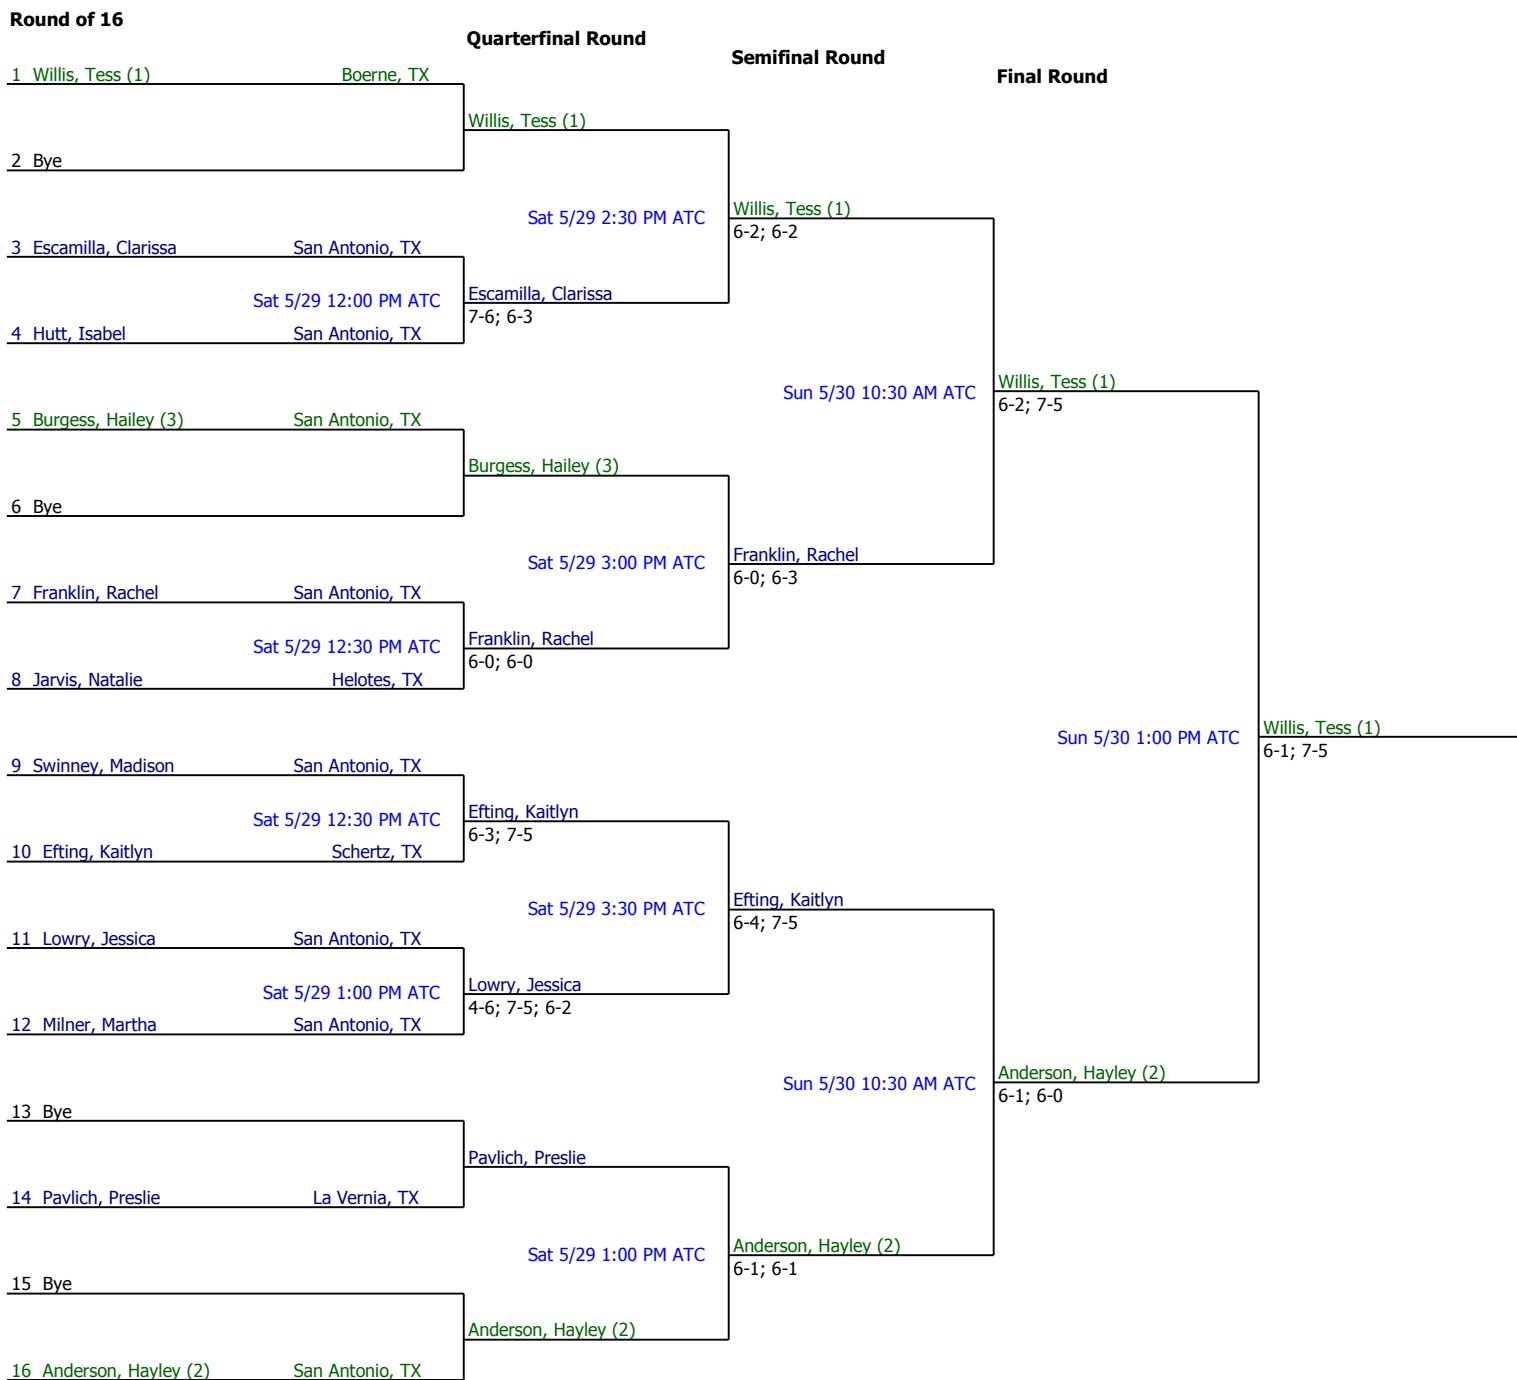 Round of 16
Quarterfinal Round
Semifinal Round
Final Round
1 Willis, Tess (1) Boerne, TX
Willis, Tess (1)
2 Bye
Sat 5/29 2:30 PM ATC
Willis, Tess (1)
6-2; 6-2
3 Escamilla, Clarissa San Antonio, TX
Sat 5/29 12:00 PM ATC
Escamilla, Clarissa
7-6; 6-3
4 Hutt, Isabel San Antonio, TX
Sun 5/30 10:30 AM ATC
Willis, Tess (1)
6-2; 7-5
5 Burgess, Hailey (3) San Antonio, TX
Burgess, Hailey (3)
6 Bye
Sat 5/29 3:00 PM ATC
Franklin, Rachel
6-0; 6-3
7 Franklin, Rachel San Antonio, TX
Sat 5/29 12:30 PM ATC
Franklin, Rachel
6-0; 6-0
8 Jarvis, Natalie Helotes, TX
Sun 5/30 1:00 PM ATC
Willis, Tess (1)
6-1; 7-5
9 Swinney, Madison San Antonio, TX
Sat 5/29 12:30 PM ATC
Efting, Kaitlyn
6-3; 7-5
10 Efting, Kaitlyn Schertz, TX
Sat 5/29 3:30 PM ATC
Efting, Kaitlyn
6-4; 7-5
11 Lowry, Jessica San Antonio, TX
Sat 5/29 1:00 PM ATC
Lowry, Jessica
4-6; 7-5; 6-2
12 Milner, Martha San Antonio, TX
Sun 5/30 10:30 AM ATC
Anderson, Hayley (2)
6-1; 6-0
13 Bye
Pavlich, Preslie
14 Pavlich, Preslie La Vernia, TX
Sat 5/29 1:00 PM ATC
Anderson, Hayley (2)
6-1; 6-1
15 Bye
Anderson, Hayley (2)
16 Anderson, Hayley (2) San Antonio, TX